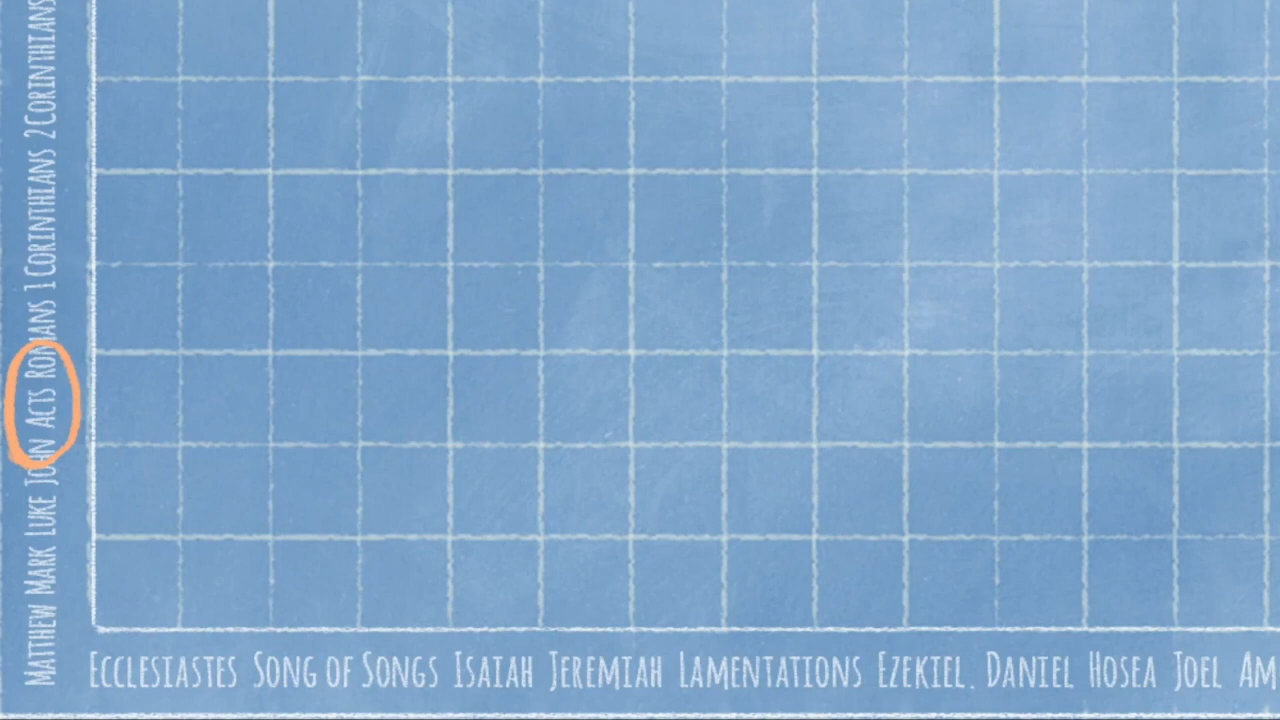 Matthew Mark Luke John Acts Romans 1 Corinthians 2 Corinthians
Ecclesiastes Song of Songs Isaiah Jeremiah Lamentations Ezekiel. Daniel Hosea Joel Am